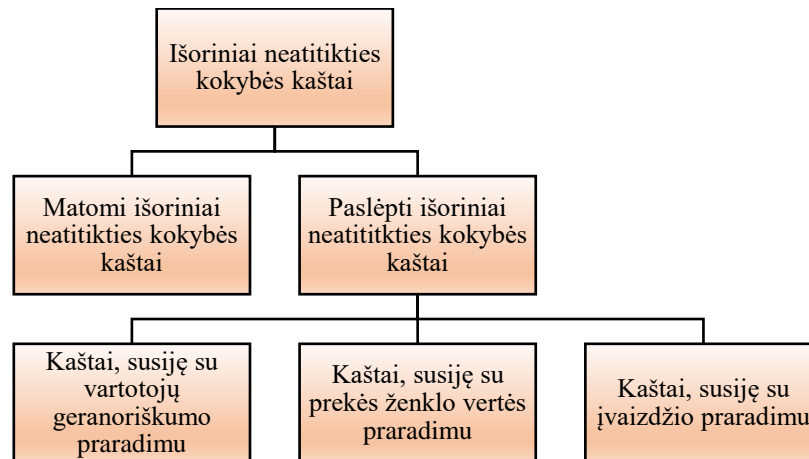 Išoriniai neatitikties
kokybės kaštai
Matomi išoriniai
neatitikties kokybės
kaštai
Paslėpti išoriniai
neatititkties kokybės
kaštai
Kaštai, susiję su
vartotojų
geranoriškumo
praradimu
Kaštai, susiję su
prekės ženklo vertės
praradimu
Kaštai, susiję su
įvaizdžio praradimu